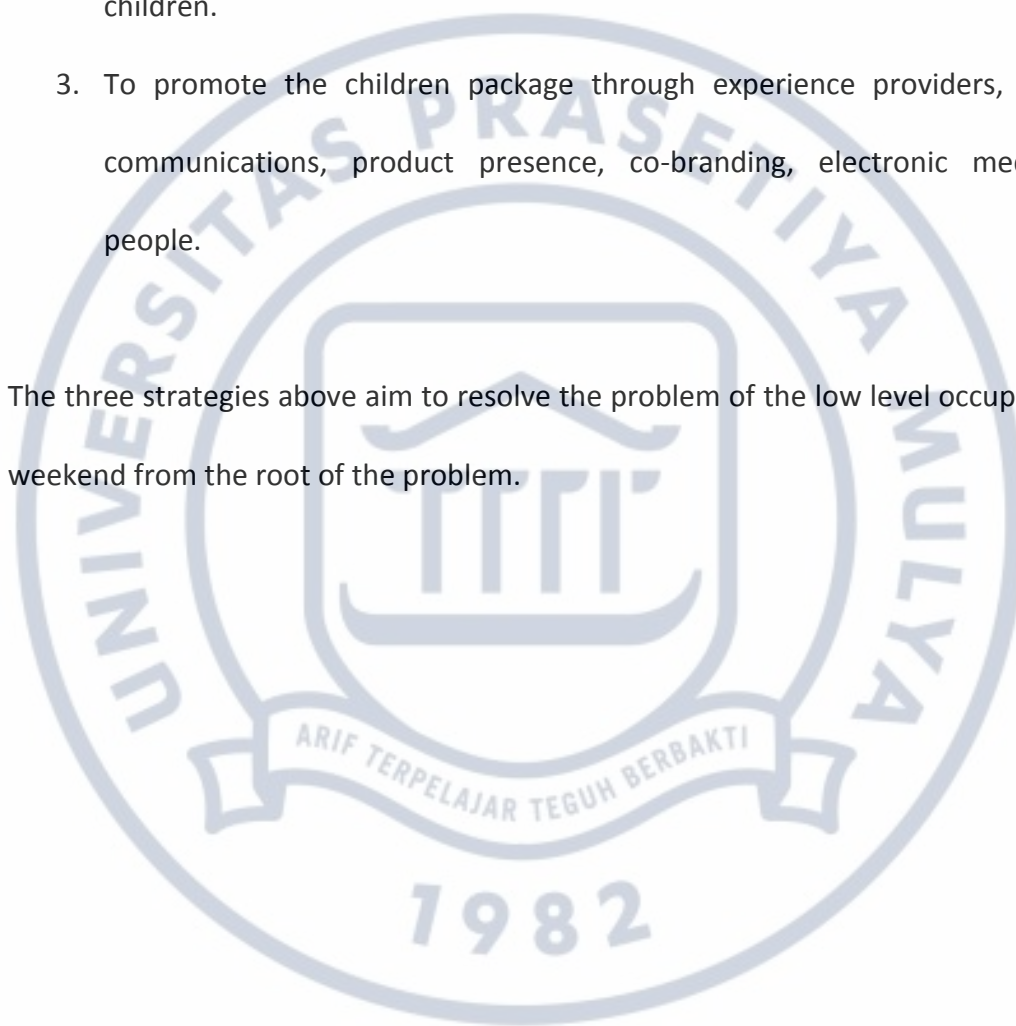 children.
3. To promote the children package through experience providers,
communications, product presence, co-branding, electronic
people.
The three strategies above aim to resolve the problem of the low level
weekend from the root of the problem.
UNIVERSITAS PRASETIYA MULYA
ARIF TERPELAJAR TEGUH BERBAKTI
1982